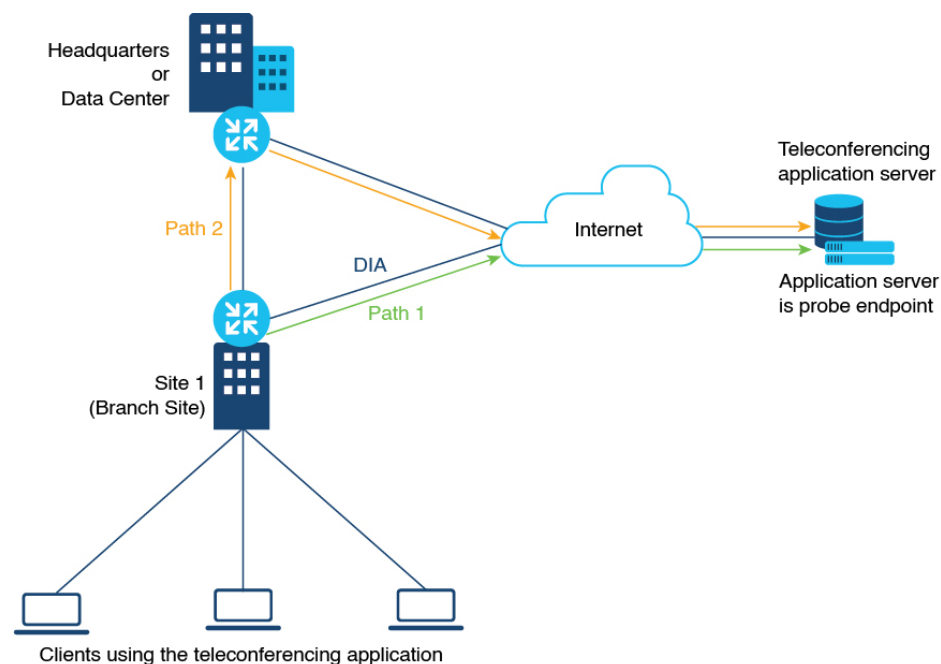 Headquarters
or
Data Center
Teleconferencing
application server
Path 2
Internet
DIA
Path 1
Application server
is probe endpoint
Site 1
(Branch Site)
Clients using the teleconferencing application